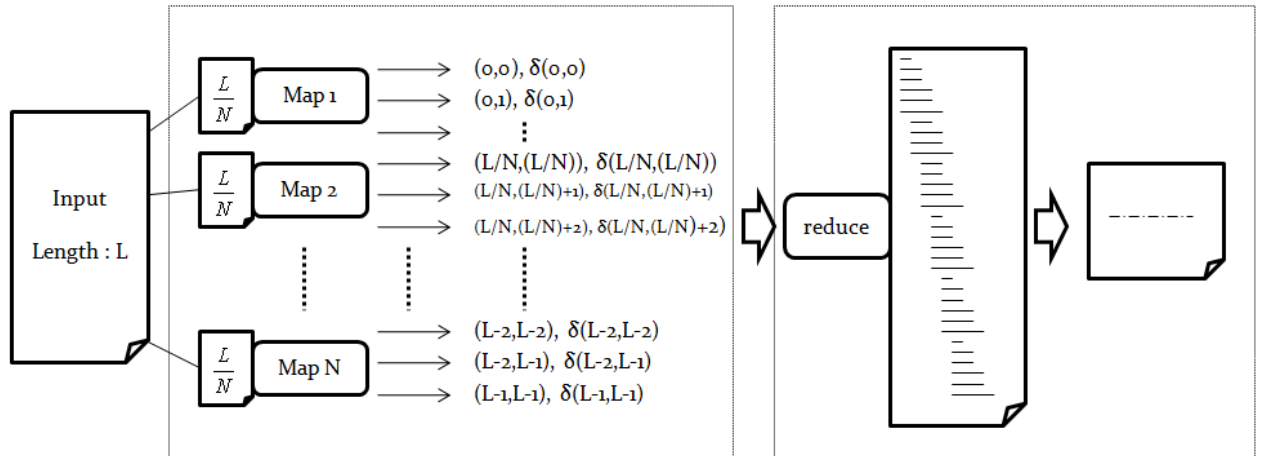 Input
Length : L
L
N
Map 1
(0,0), δ(0,0)
(0,1), δ(0,1)
L
N
Map 2
(L/N,(L/N)), δ(L/N,(L/N))
(L/N,(L/N)+1), δ(L/N,(L/N)+1)
(L/N,(L/N)+2), δ(L/N,(L/N)+2)
L
N
Map N
(L-2,L-2), δ(L-2,L-2)
(L-2,L-1), δ(L-2,L-1)
(L-1,L-1), δ(L-1,L-1)
reduce